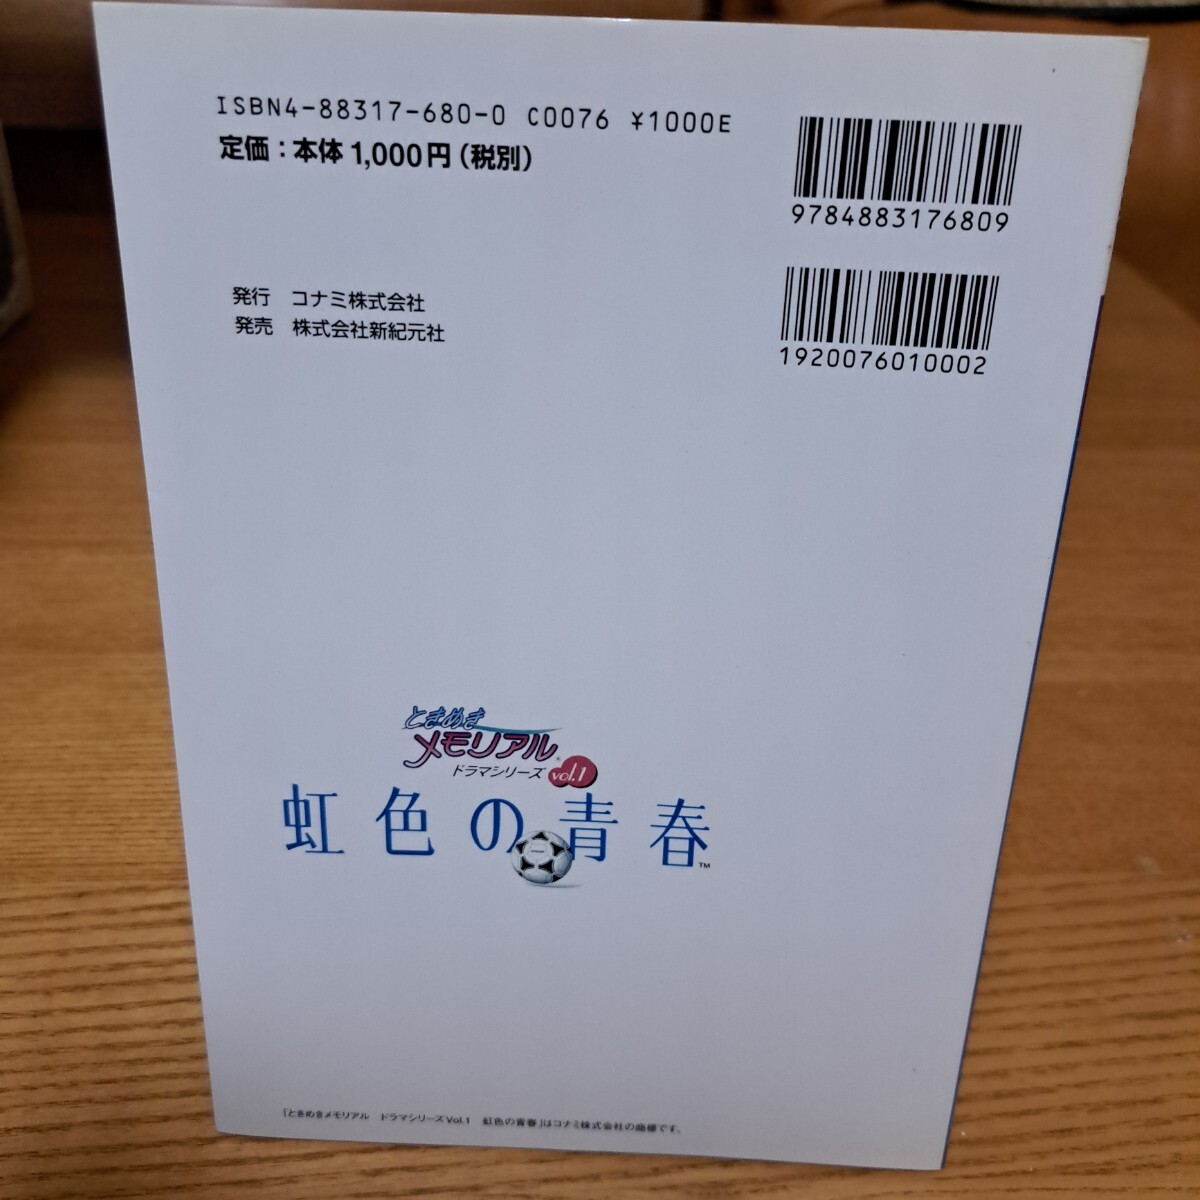 ISBN4-88317-680-0 C0076 ¥1000E
定価:本体1,000円(税別)
9784883176809
1920076010002
発行 コナミ株式会社
発売 株式会社新紀元社
ときめき
メモリアル
ドラマシリーズ vol.1
虹色の青春™
「ときめきメモリアル ドラマシリーズVol.1 虹色の青春」はコナミ株式会社の商標です。